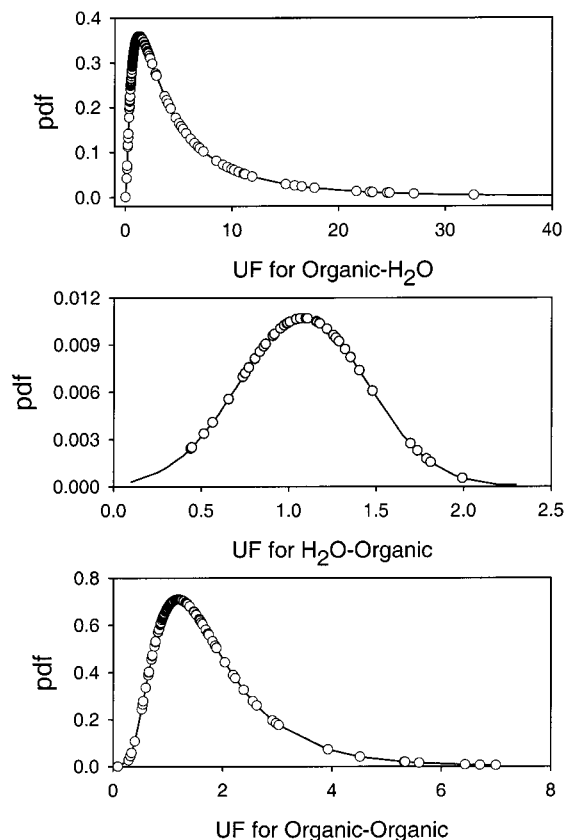 0.4
0.3
0.2
0.1
0.0
pdf
0 10 20 30 40
UF for Organic-H2O
0.012
0.009
0.006
0.003
0.000
pdf
0.0 0.5 1.0 1.5 2.0 2.5
UF for H2O-Organic
0.8
0.6
0.4
0.2
0.0
pdf
0 2 4 6 8
UF for Organic-Organic